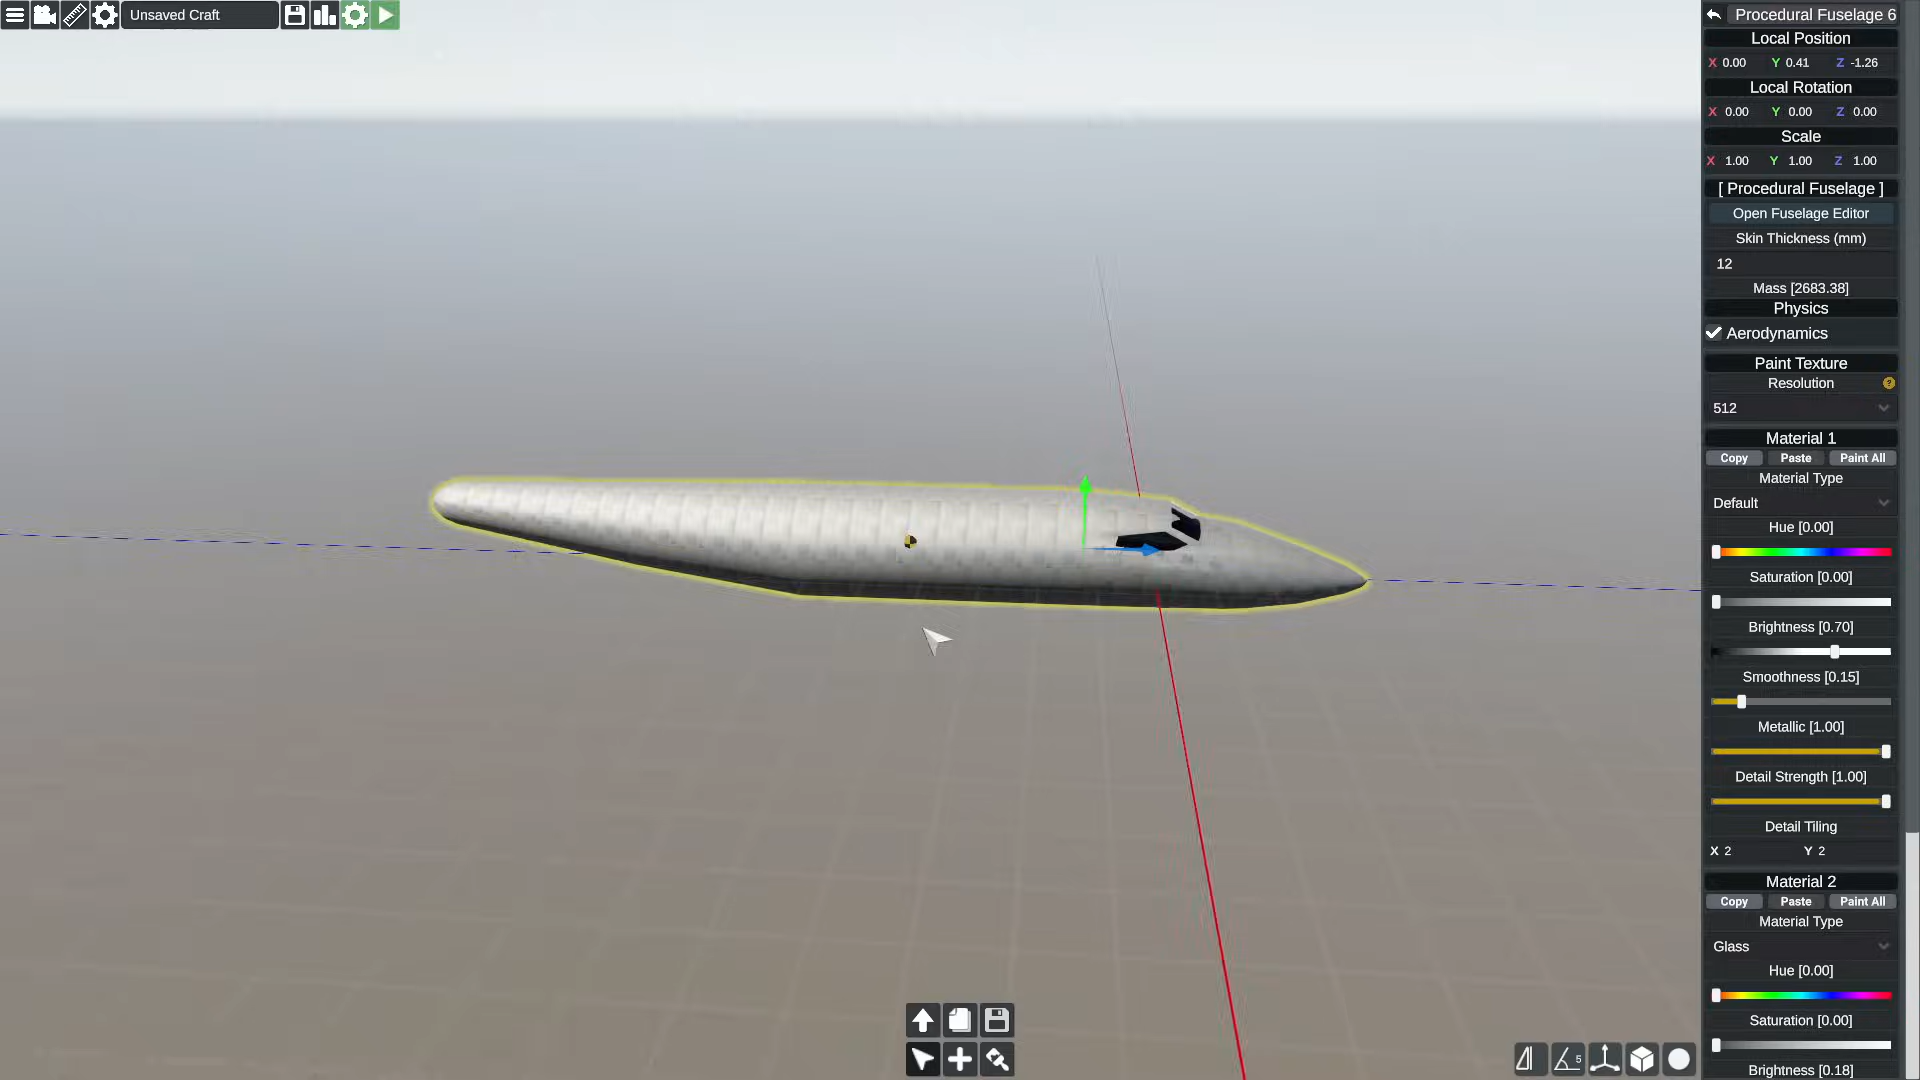 Unsaved Craft
Procedural Fuselage 6
Local Position
X 0.00 Y 0.41 Z -1.26
Local Rotation
X 0.00 Y 0.00 Z 0.00
Scale
X 1.00 Y 1.00 Z 1.00
[ Procedural Fuselage ]
Open Fuselage Editor
Skin Thickness (mm)
12
Mass [2683.38]
Physics
Aerodynamics
Paint Texture
Resolution ?
512
Material 1
Copy Paste Paint All
Material Type
Default
Hue [0.00]
Saturation [0.00]
Brightness [0.70]
Smoothness [0.15]
Metallic [1.00]
Detail Strength [1.00]
Detail Tiling
X 2 Y 2
Material 2
Copy Paste Paint All
Material Type
Glass
Hue [0.00]
Saturation [0.00]
Brightness [0.18]
5